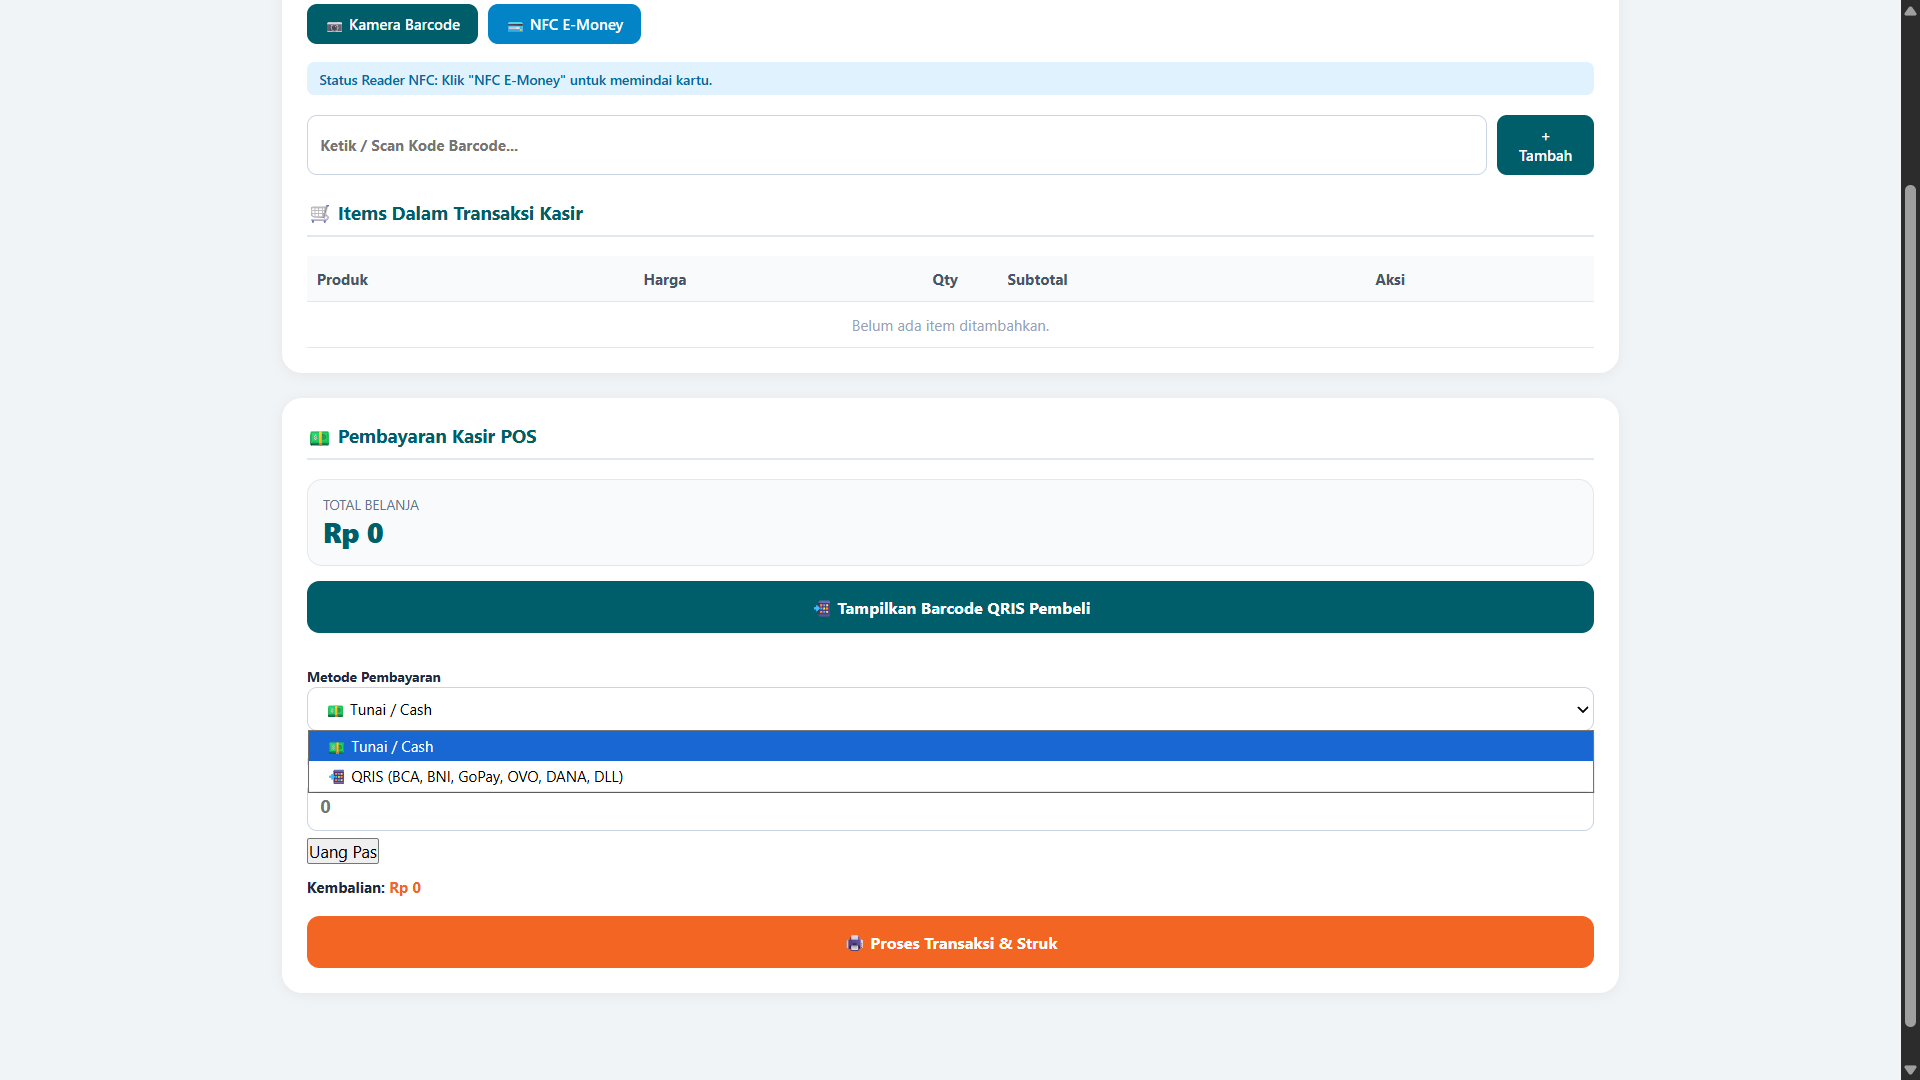 Kamera Barcode
NFC E-Money
Status Reader NFC: Klik "NFC E-Money" untuk memindai kartu.
Ketik / Scan Kode Barcode...
+
Tambah
Items Dalam Transaksi Kasir
Produk Harga Qty Subtotal Aksi
Belum ada item ditambahkan.
Pembayaran Kasir POS
TOTAL BELANJA
Rp 0
Tampilkan Barcode QRIS Pembeli
Metode Pembayaran
Tunai / Cash
Tunai / Cash
QRIS (BCA, BNI, GoPay, OVO, DANA, DLL)
0
Uang Pas
Kembalian: Rp 0
Proses Transaksi & Struk